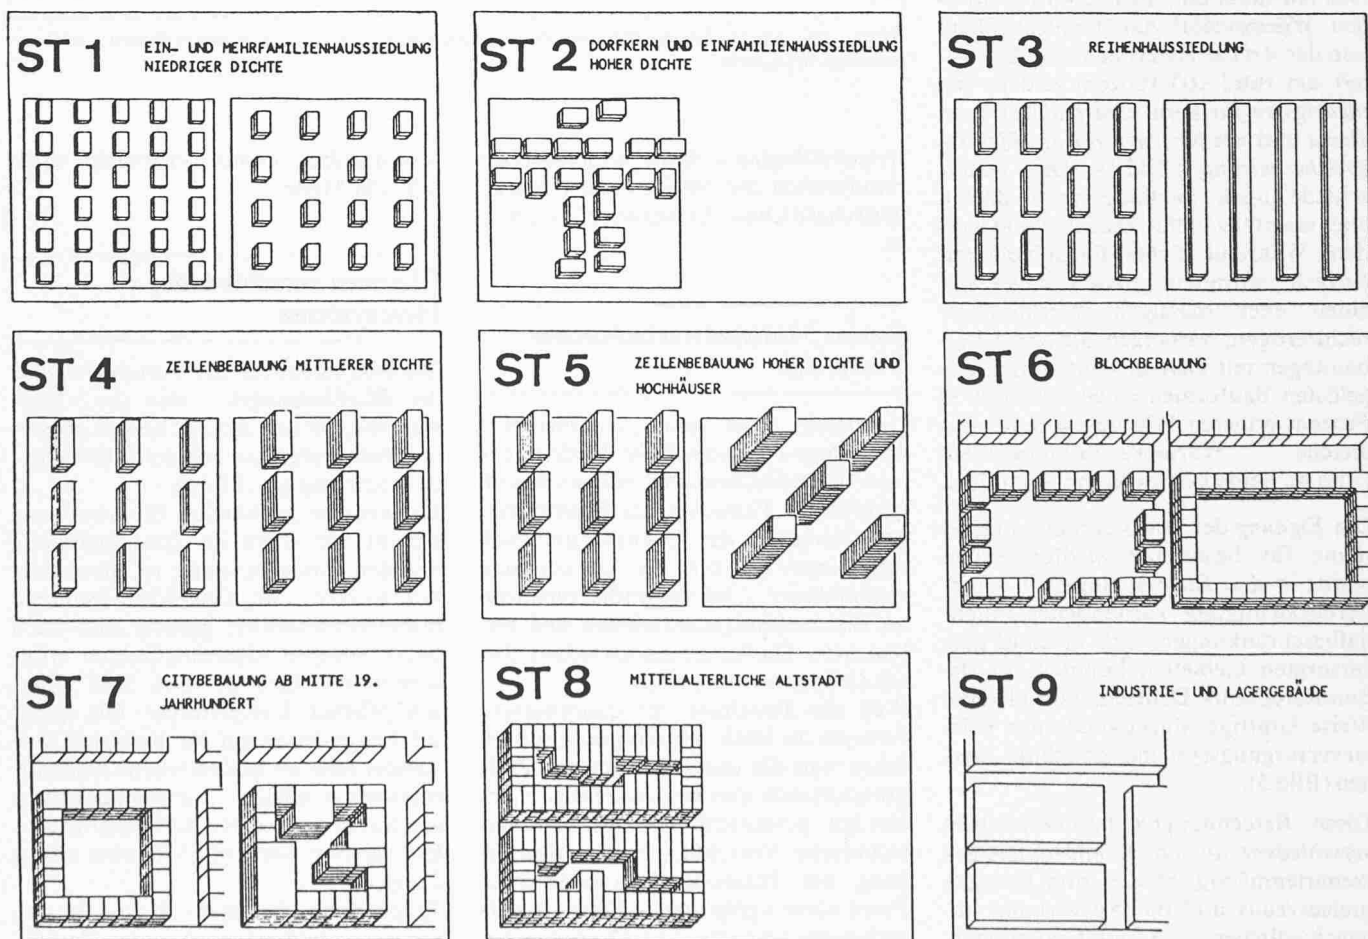 ST 1 EIN- UND MEHRFAMILIENHAUSSIEDLUNG
NIEDRIGER DICHTE
ST 2 DORFKERN UND EINFAMILIENHAUSSIEDLUNG
HOHER DICHTE
ST 3 REIHENHAUSSIEDLUNG
ST 4 ZEILENBEBAUUNG MITTLERER DICHTE
ST 5 ZEILENBEBAUUNG HOHER DICHTE U.
HOCHHÄUSER
ST 6 BLOCKBEBAUUNG
ST 7 CITYBEBAUUNG AB MITTE 19.
JAHRHUNDERT
ST 8 MITTELALTERLICHE ALTSTADT
ST 9 INDUSTRIE- UND LAGERGEBÄUDE